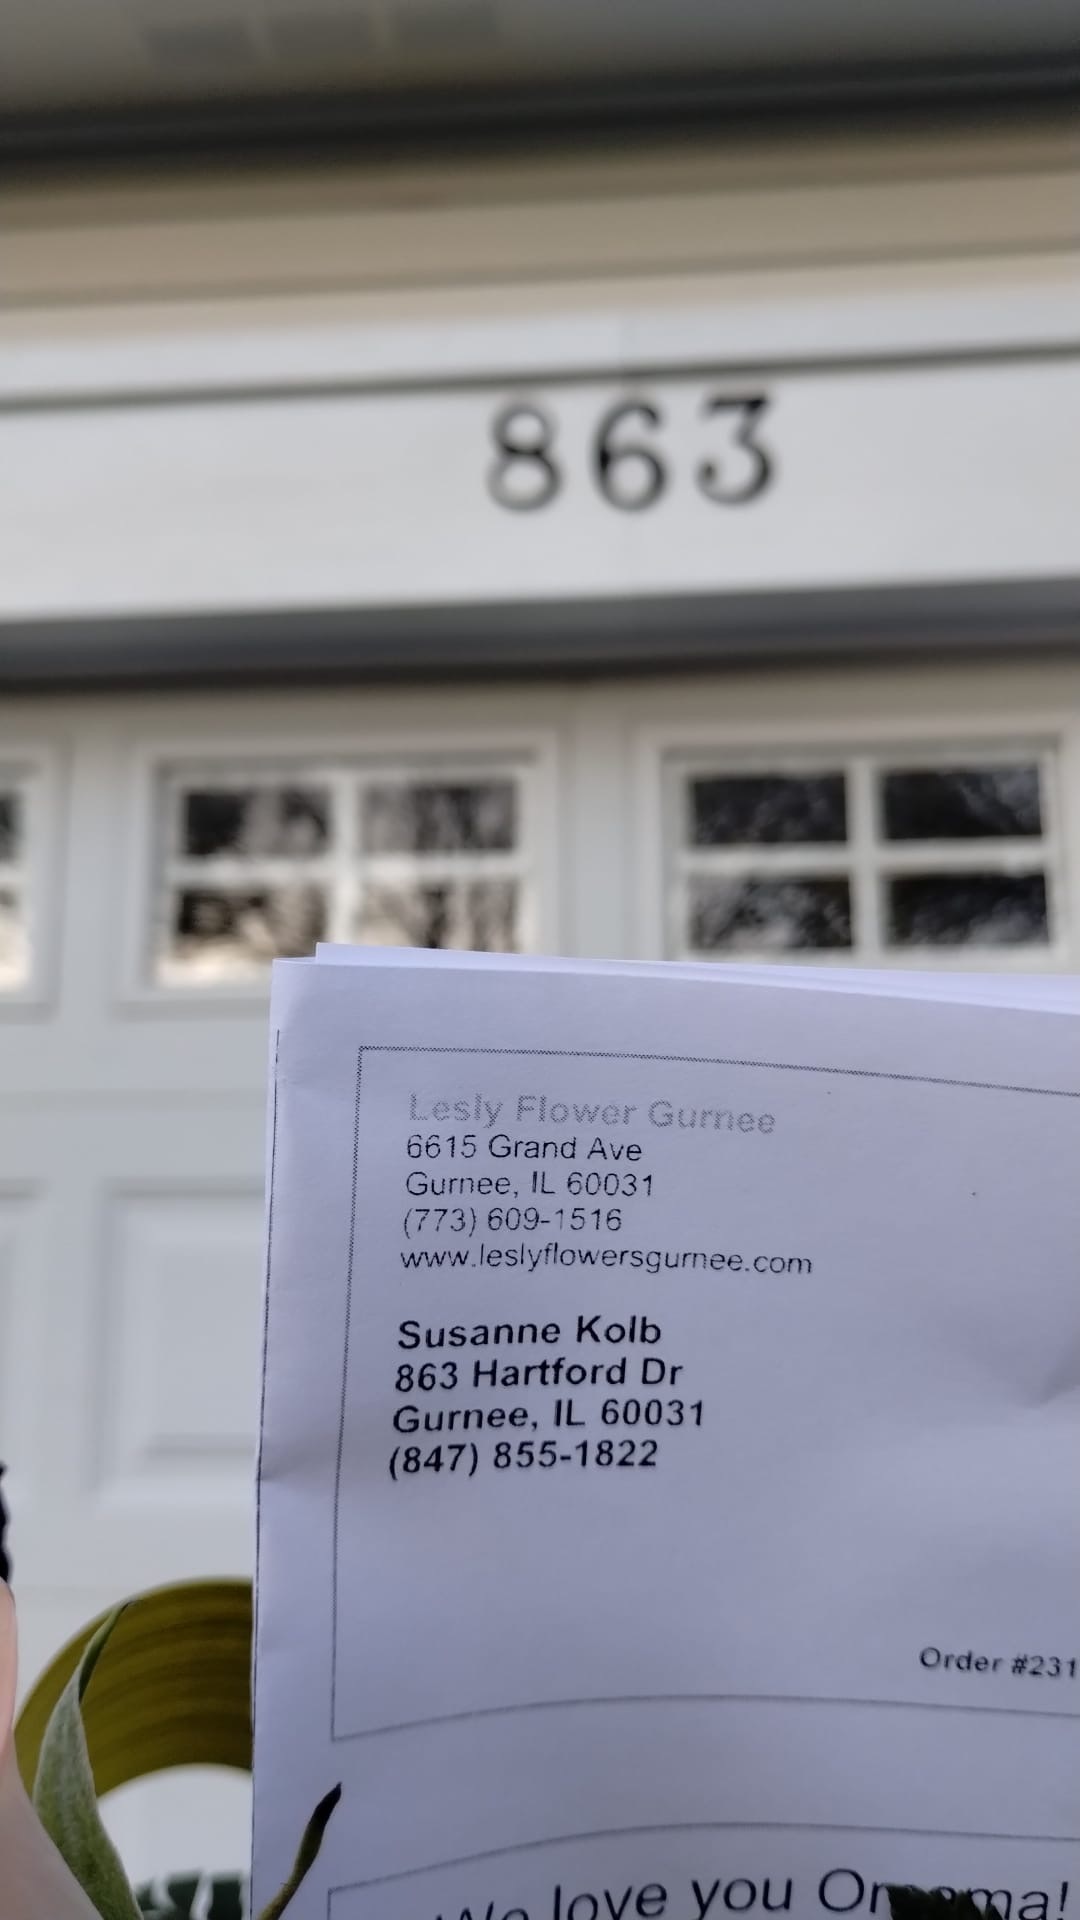 863
Lesly Flower Gurnee
6615 Grand Ave
Gurnee, IL 60031
(773) 609-1516
www.leslyflowersgurnee.com
Susanne Kolb
863 Hartford Dr
Gurnee, IL 60031
(847) 855-1822
Order #231
love you